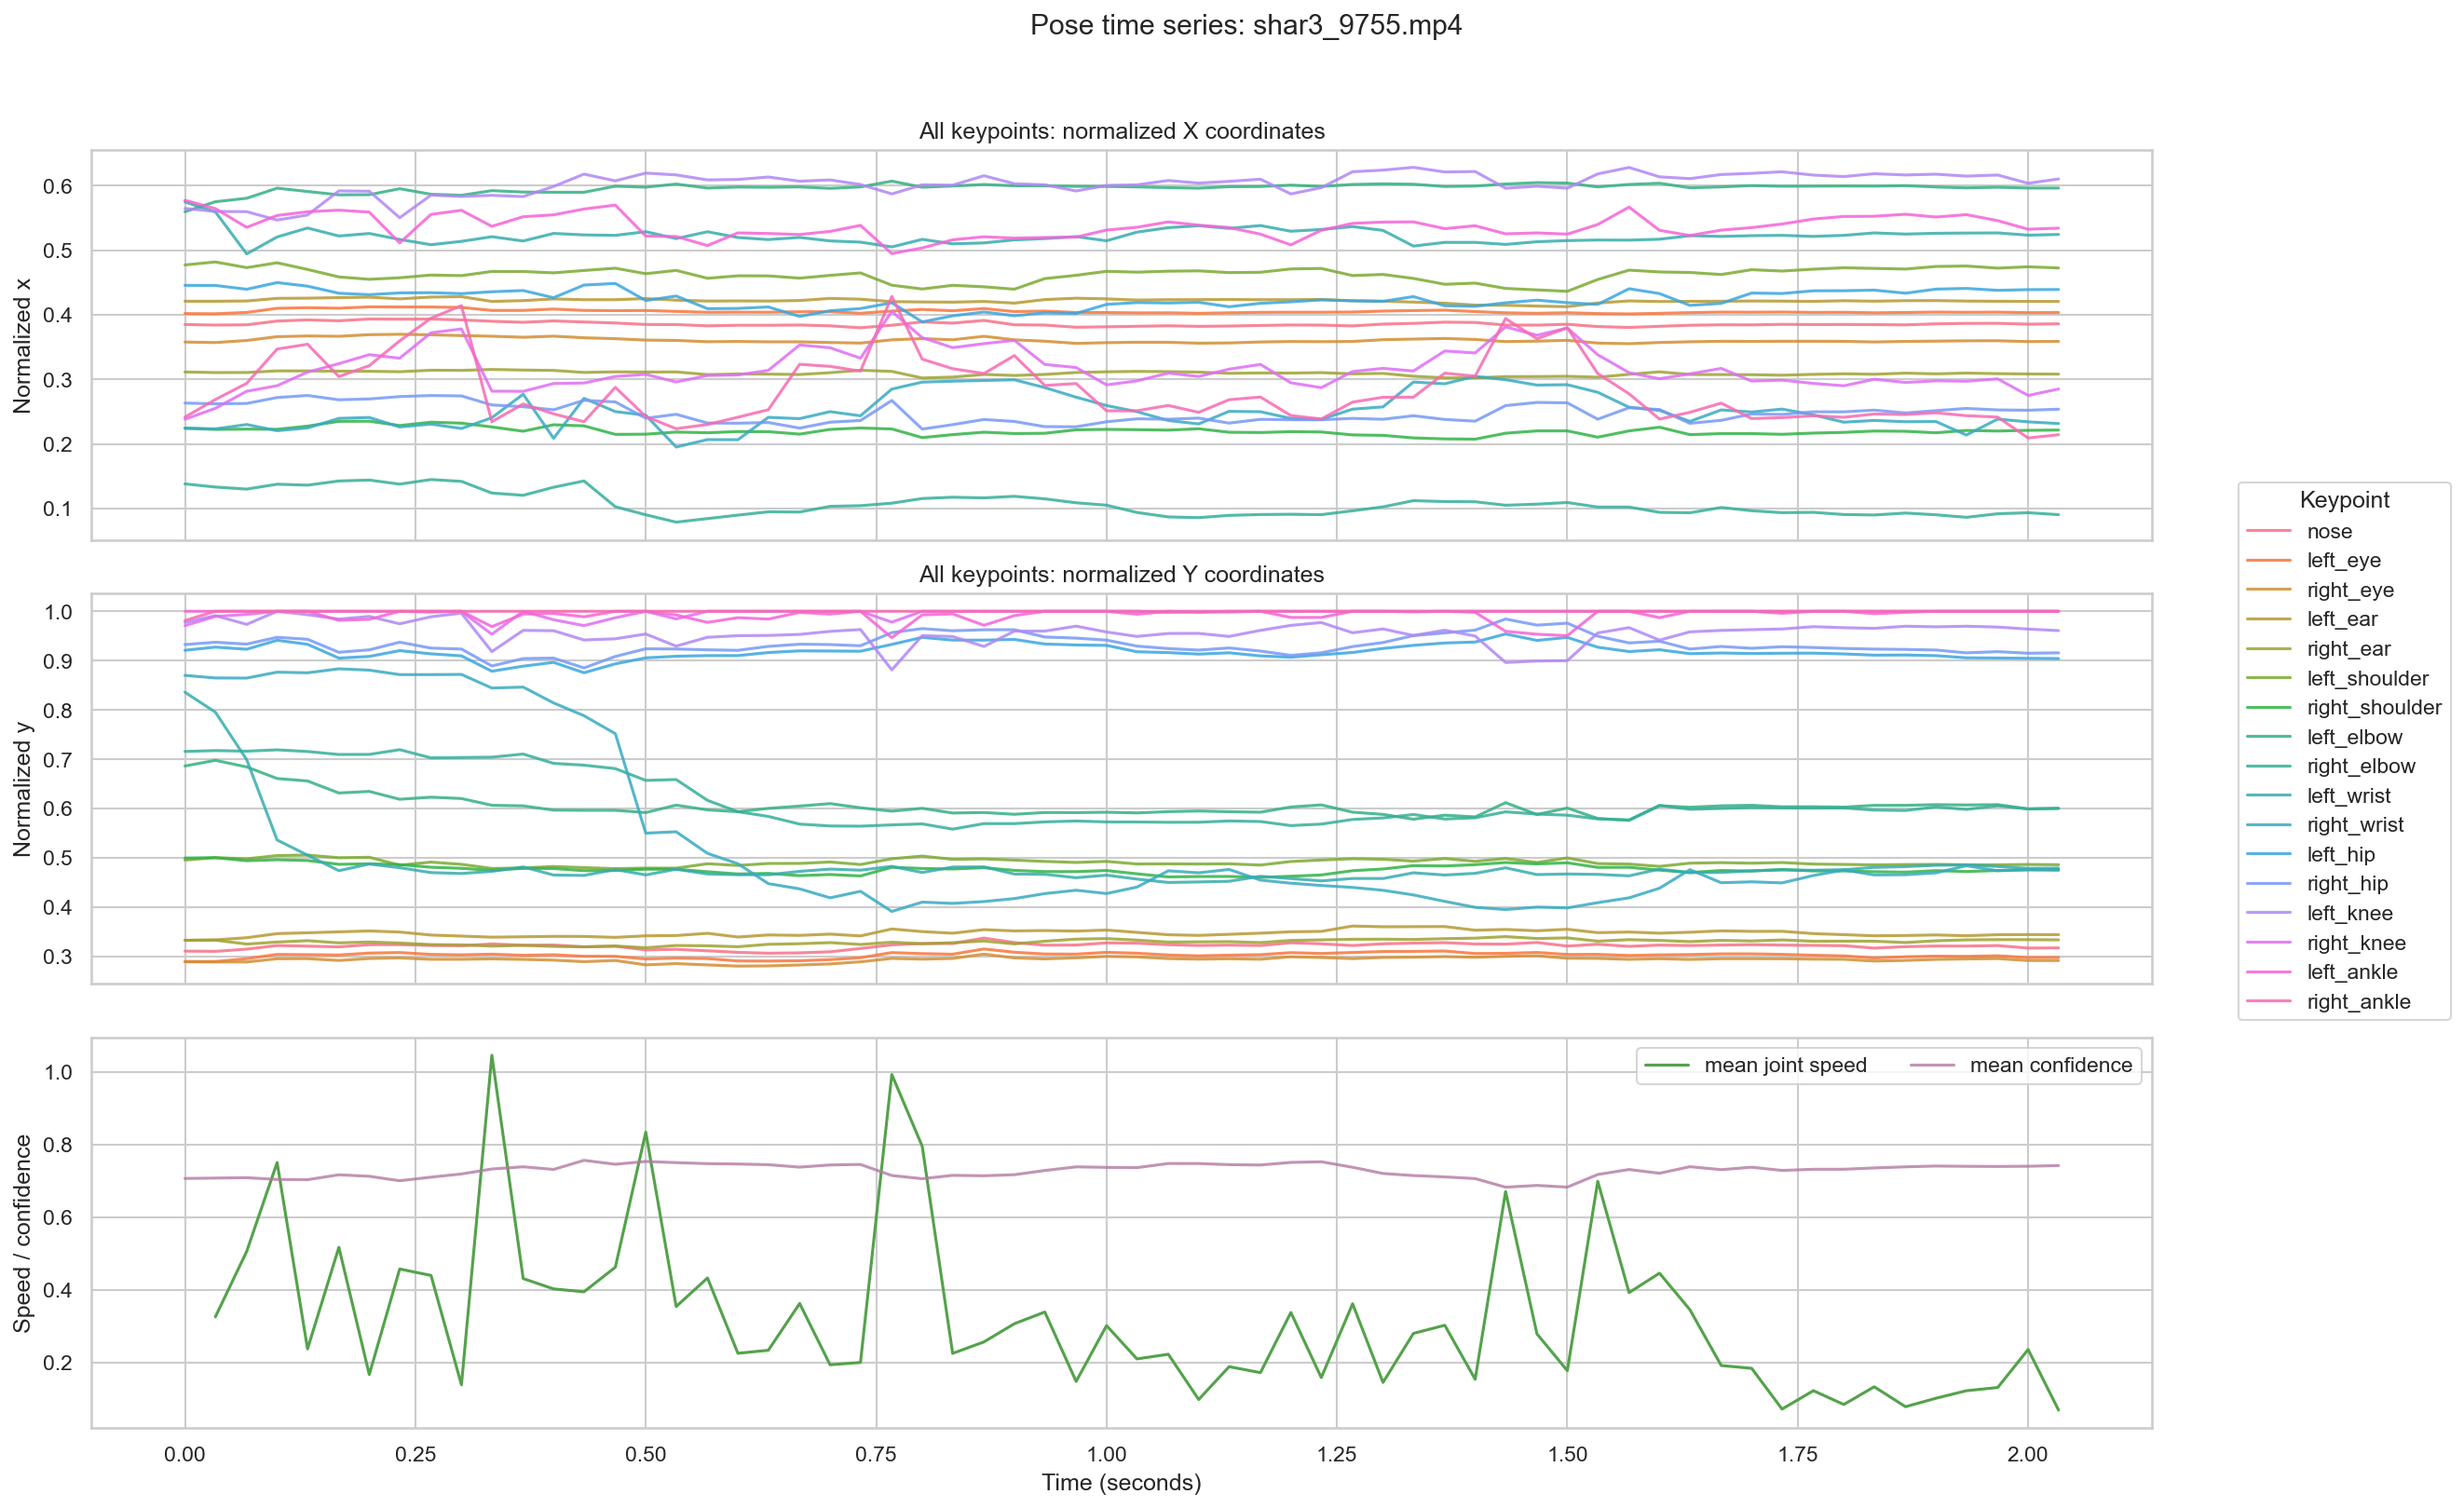 Pose time series: shar3_9755.mp4
All keypoints: normalized X coordinates
Normalized x
0.6
0.5
0.4
0.3
0.2
0.1
All keypoints: normalized Y coordinates
Normalized y
1.0
0.9
0.8
0.7
0.6
0.5
0.4
0.3
Keypoint
nose
left_eye
right_eye
left_ear
right_ear
left_shoulder
right_shoulder
left_elbow
right_elbow
left_wrist
right_wrist
left_hip
right_hip
left_knee
right_knee
left_ankle
right_ankle
Speed / confidence
1.0
0.8
0.6
0.4
0.2
mean joint speed
mean confidence
0.00
0.25
0.50
0.75
1.00
1.25
1.50
1.75
2.00
Time (seconds)